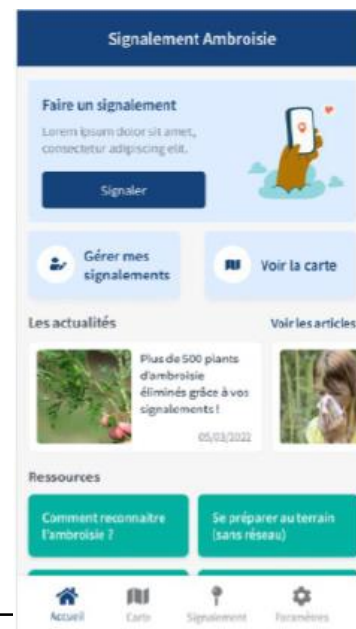 Signalement Ambroisie
Faire un signalement
Lorem ipsum dolor sit amet,
consectetur adipiscing elit.
Signaler
Gérer mes
signalements
Voir la carte
Les actualités
Voir les articles
Plus de 500 plants
d'ambroisie
éliminés grâce à vos
signalements !
05/03/2022
Ressources
Comment reconnaître
l'ambroisie ?
Se préparer au terrain
(sans réseau)
Accueil
Carte
Signalement
Paramètres